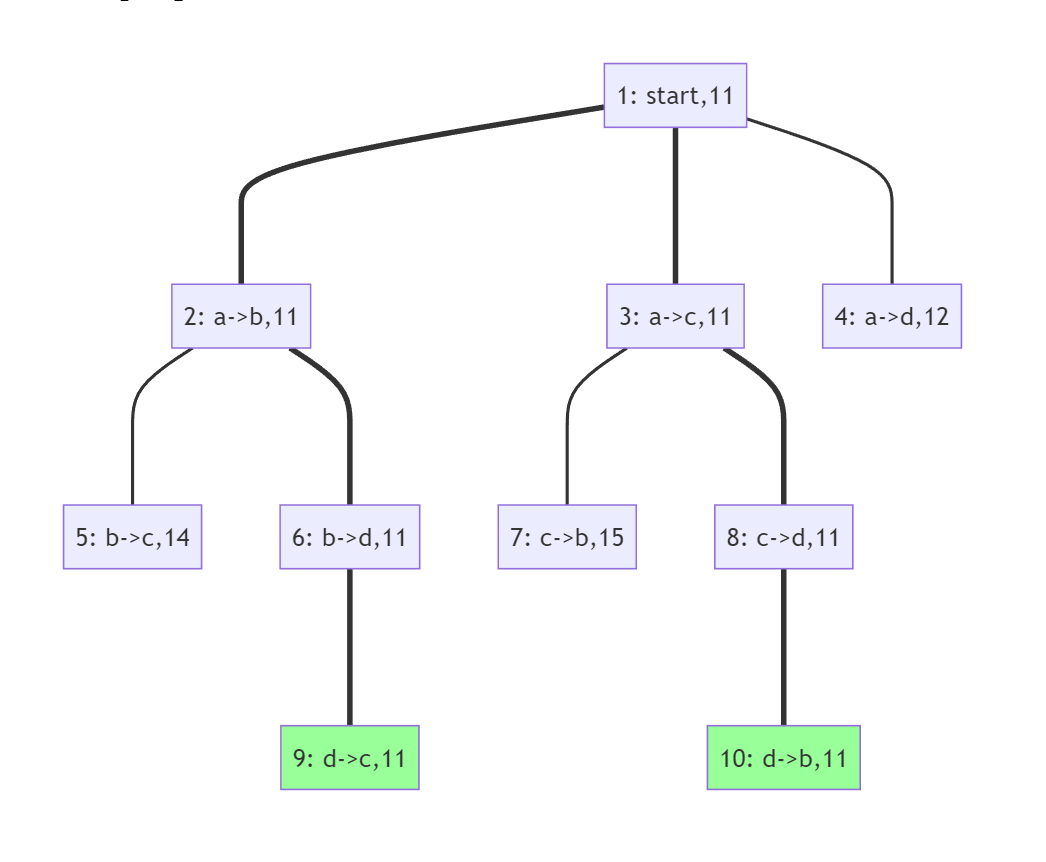 1: start,11
2: a->b,11
3: a->c,11
4: a->d,12
5: b->c,14
6: b->d,11
7: c->b,15
8: c->d,11
9: d->c,11
10: d->b,11